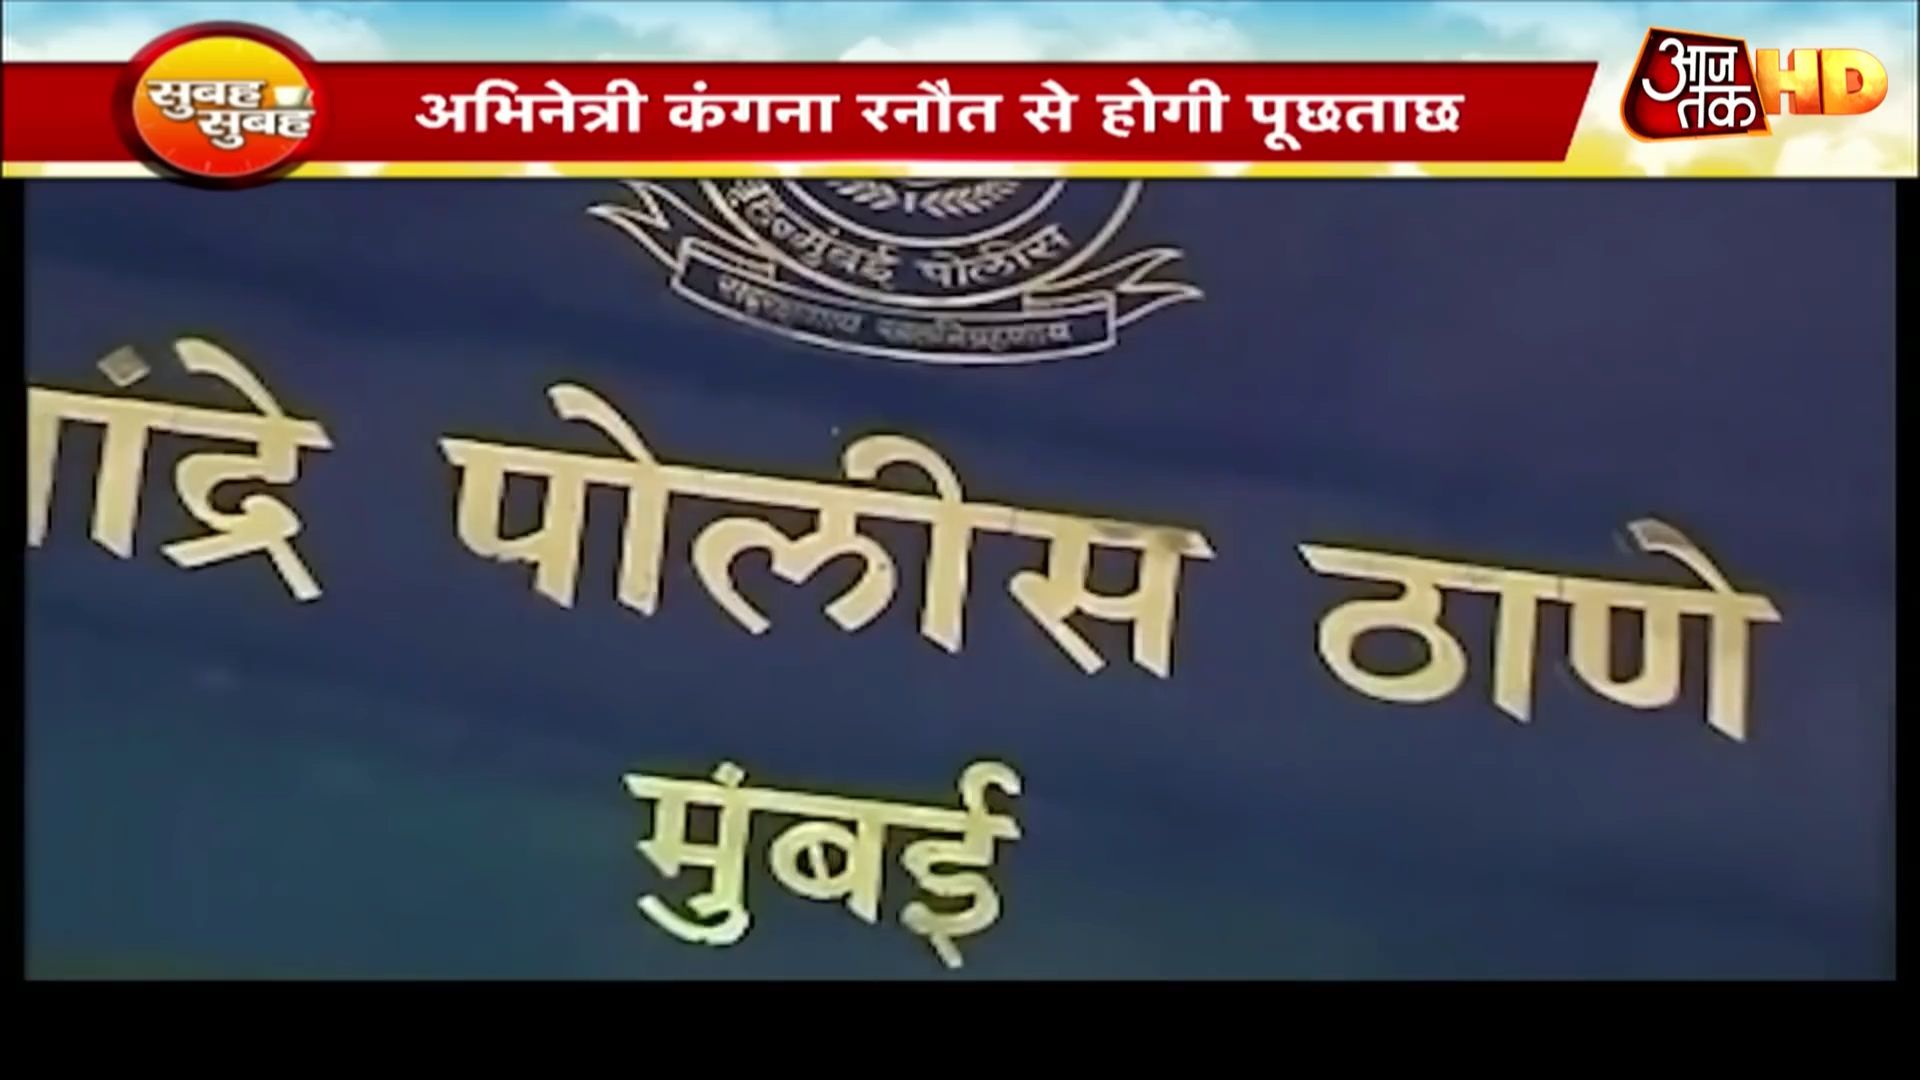 सुबह
सुबह
अभिनेत्री कंगना रनौत से होगी पूछताछ
आज
तक HD
बृहन्मुंबई पोलीस
पोलीस ठाणे
मुंबई